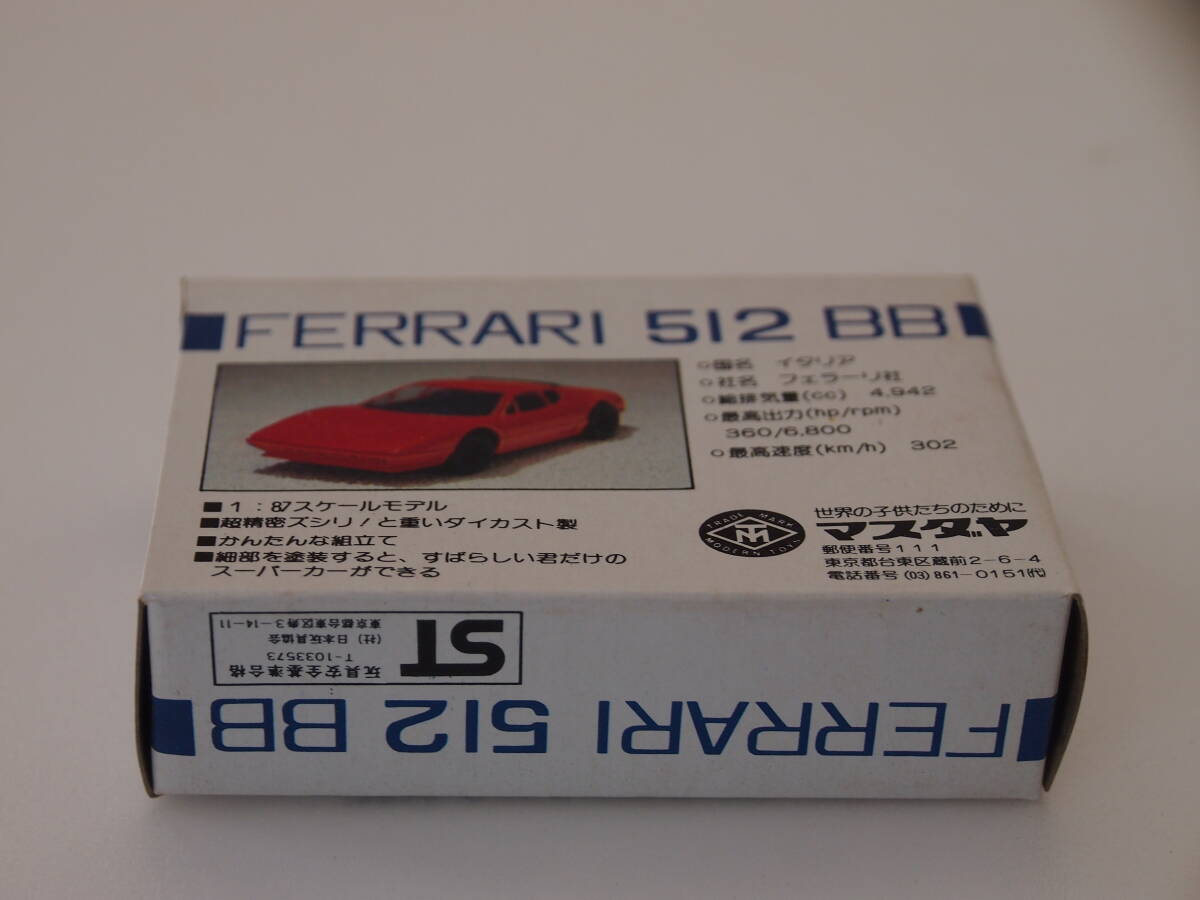 FERRARI 512 BB
○国名 イタリア
○社名 フェラーリ社
○総排気量(cc) 4,942
○最高出力(hp/rpm)
360/6,800
○最高速度(km/h) 302
■1:87スケールモデル
■超精密ズシリ!と重いダイカスト製
■かんたんな組立て
■細部を塗装すると、すばらしい君だけの
スーパーカーができる
TRADE MARK
TM
MODERN TOYS
世界の子供たちのために
マスダヤ
郵便番号111
東京都台東区蔵前2-6-4
電話番号(03)861-0151(代)
ST
玩具安全基準合格
T-1033573
(社)日本玩具協会
東京都台東区寿3-14-11
FERRARI 512 BB